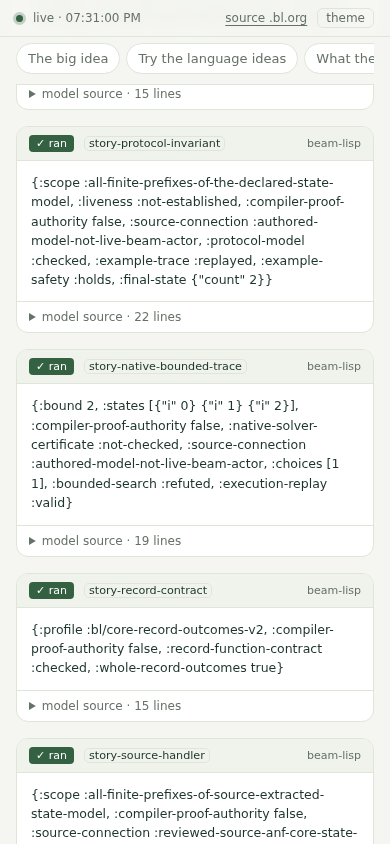 live · 07:31:00 PM
source .bl.org
theme
The big idea
Try the language ideas
What the
▶ model source · 15 lines
✓ ran story-protocol-invariant beam-lisp
{:scope :all-finite-prefixes-of-the-declared-state-
model, :liveness :not-established, :compiler-proof-
authority false, :source-connection :authored-
model-not-live-beam-actor, :protocol-model
:checked, :example-trace :replayed, :example-
safety :holds, :final-state {"count" 2}}
▶ model source · 22 lines
✓ ran story-native-bounded-trace beam-lisp
{:bound 2, :states [{"i" 0} {"i" 1} {"i" 2}],
:compiler-proof-authority false, :native-solver-
certificate :not-checked, :source-connection
:authored-model-not-live-beam-actor, :choices [1
1], :bounded-search :refuted, :execution-replay
:valid}
▶ model source · 19 lines
✓ ran story-record-contract beam-lisp
{:profile :bl/core-record-outcomes-v2, :compiler-
proof-authority false, :record-function-contract
:checked, :whole-record-outcomes true}
▶ model source · 15 lines
✓ ran story-source-handler beam-lisp
{:scope :all-finite-prefixes-of-source-extracted-
state-model, :compiler-proof-authority false,
:source-connection :reviewed-source-anf-core-state-